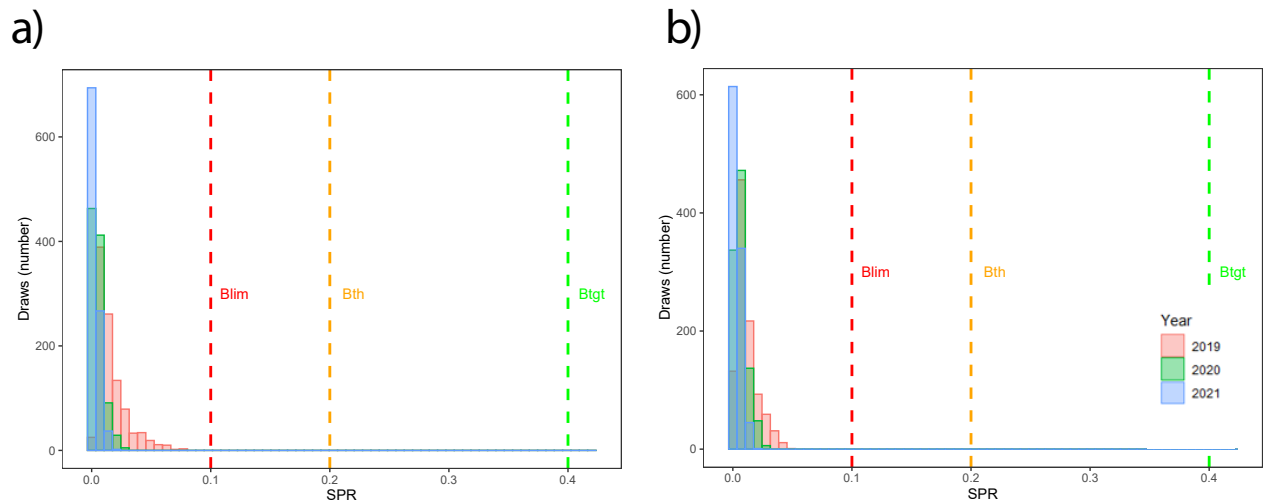 a)
600
400
200
0
Draws (number)
Blim
Bth
Btgt
0.0 0.1 0.2 0.3 0.4
SPR
b)
600
400
200
0
Draws (number)
Blim
Bth
Btgt
Year
2019
2020
2021
0.0 0.1 0.2 0.3 0.4
SPR